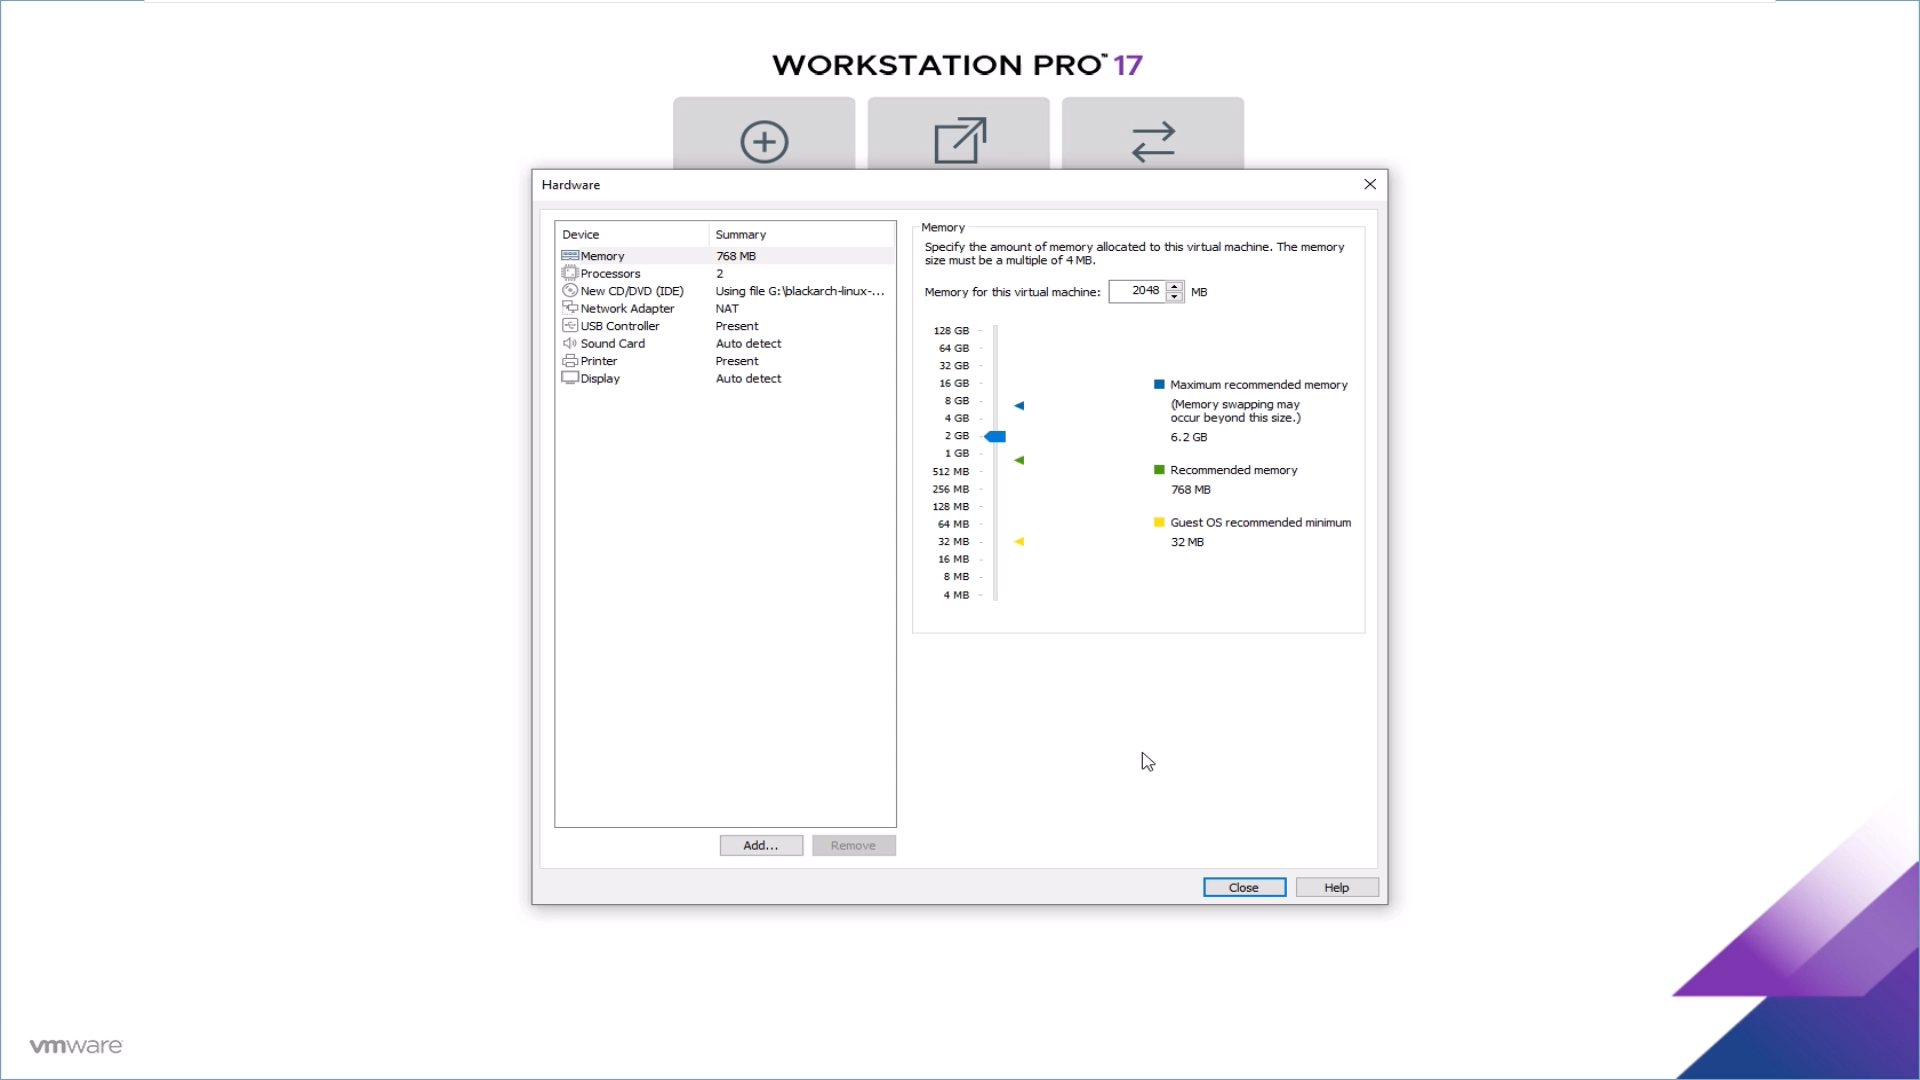 WORKSTATION PRO™ 17
Hardware
Device Summary
Memory 768 MB
Processors 2
New CD/DVD (IDE) Using file G:\blackarch-linux-...
Network Adapter NAT
USB Controller Present
Sound Card Auto detect
Printer Present
Display Auto detect
Add...
Remove
Memory
Specify the amount of memory allocated to this virtual machine. The memory
size must be a multiple of 4 MB.
Memory for this virtual machine: 2048 MB
128 GB
64 GB
32 GB
16 GB
8 GB
4 GB
2 GB
1 GB
512 MB
256 MB
128 MB
64 MB
32 MB
16 MB
8 MB
4 MB
Maximum recommended memory
(Memory swapping may
occur beyond this size.)
6.2 GB
Recommended memory
768 MB
Guest OS recommended minimum
32 MB
Close
Help
vmware